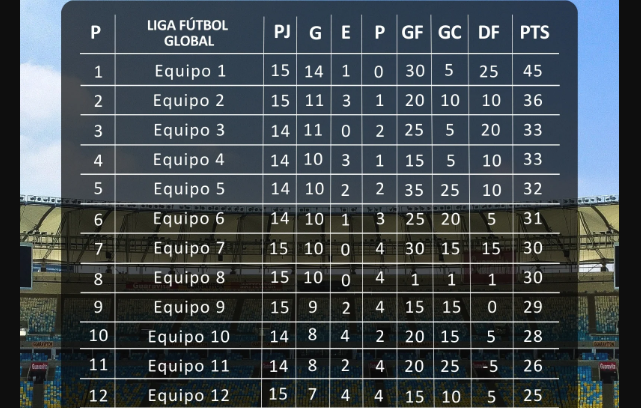 P LIGA FÚTBOL GLOBAL PJ G E P GF GC DF PTS
1 Equipo 1 15 14 1 0 30 5 25 45
2 Equipo 2 15 11 3 1 20 10 10 36
3 Equipo 3 14 11 0 2 25 5 20 33
4 Equipo 4 14 10 3 1 15 5 10 33
5 Equipo 5 14 10 2 2 35 25 10 32
6 Equipo 6 14 10 1 3 25 20 5 31
7 Equipo 7 15 10 0 4 30 15 15 30
8 Equipo 8 15 10 0 4 1 1 1 30
9 Equipo 9 15 9 2 4 15 15 0 29
10 Equipo 10 14 8 4 2 20 15 5 28
11 Equipo 11 14 8 2 4 20 25 -5 26
12 Equipo 12 15 7 4 4 15 10 5 25